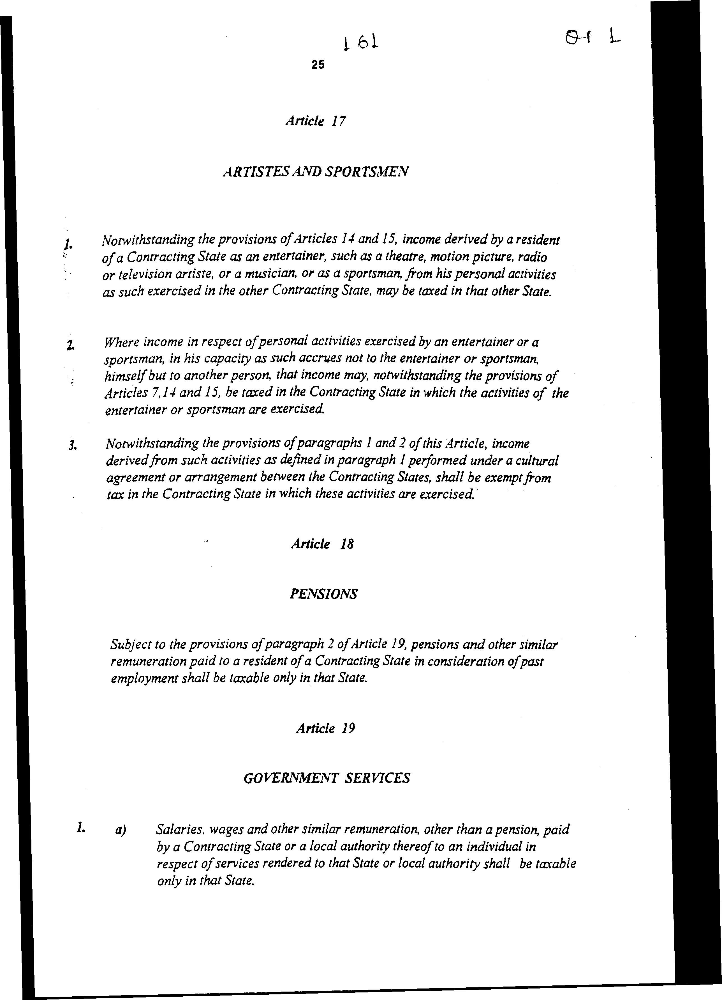 161
25
Article 17
ARTISTES AND SPORTSMEN
1. Notwithstanding the provisions of Articles 14 and 15, income derived by a resident
of a Contracting State as an entertainer, such as a theatre, motion picture, radio
or television artiste, or a musician, or as a sportsman, from his personal activities
as such exercised in the other Contracting State, may be taxed in that other State.
2. Where income in respect of personal activities exercised by an entertainer or a
sportsman, in his capacity as such accrues not to the entertainer or sportsman,
himself but to another person, that income may, notwithstanding the provisions of
Articles 7,14 and 15, be taxed in the Contracting State in which the activities of the
entertainer or sportsman are exercised.
3. Notwithstanding the provisions of paragraphs 1 and 2 of this Article, income
derived from such activities as defined in paragraph 1 performed under a cultural
agreement or arrangement between the Contracting States, shall be exempt from
tax in the Contracting State in which these activities are exercised.
Article 18
PENSIONS
Subject to the provisions of paragraph 2 of Article 19, pensions and other similar
remuneration paid to a resident of a Contracting State in consideration of past
employment shall be taxable only in that State.
Article 19
GOVERNMENT SERVICES
1. a) Salaries, wages and other similar remuneration, other than a pension, paid
by a Contracting State or a local authority thereof to an individual in
respect of services rendered to that State or local authority shall be taxable
only in that State.